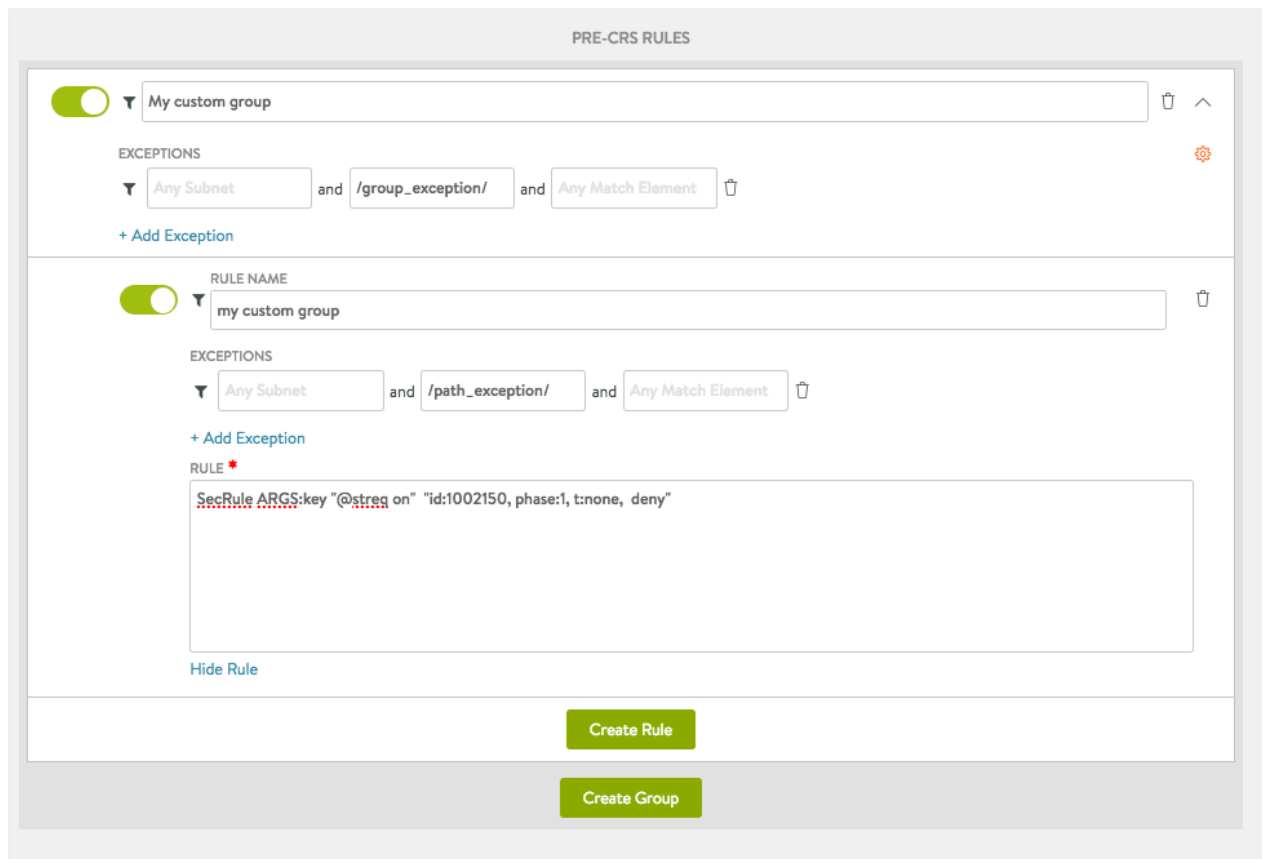 PRE-CRS RULES
My custom group
EXCEPTIONS
Any Subnet and /group_exception/ and Any Match Element
+ Add Exception
RULE NAME
my custom group
EXCEPTIONS
Any Subnet and /path_exception/ and Any Match Element
+ Add Exception
RULE *
SecRule ARGS:key "@streq on"  "id:1002150, phase:1, t:none,  deny"
Hide Rule
Create Rule
Create Group